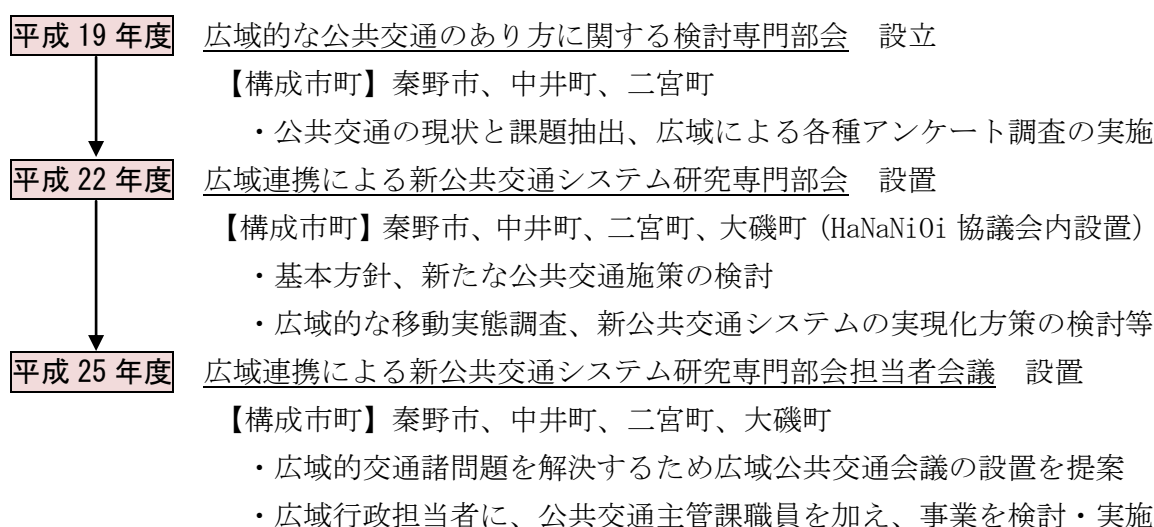 平成 19 年度 広域的な公共交通のあり方に関する検討専門部会 設立
【構成市町】秦野市、中井町、二宮町
・公共交通の現状と課題抽出、広域による各種アンケート調査の実施
平成 22 年度 広域連携による新公共交通システム研究専門部会 設置
【構成市町】秦野市、中井町、二宮町、大磯町（HaNaNiOi 協議会内設置）
・基本方針、新たな公共交通施策の検討
・広域的な移動実態調査、新公共交通システムの実現化方策の検討等
平成 25 年度 広域連携による新公共交通システム研究専門部会担当者会議 設置
【構成市町】秦野市、中井町、二宮町、大磯町
・広域的交通諸問題を解決するため広域公共交通会議の設置を提案
・広域行政担当者に、公共交通主管課職員を加え、事業を検討・実施